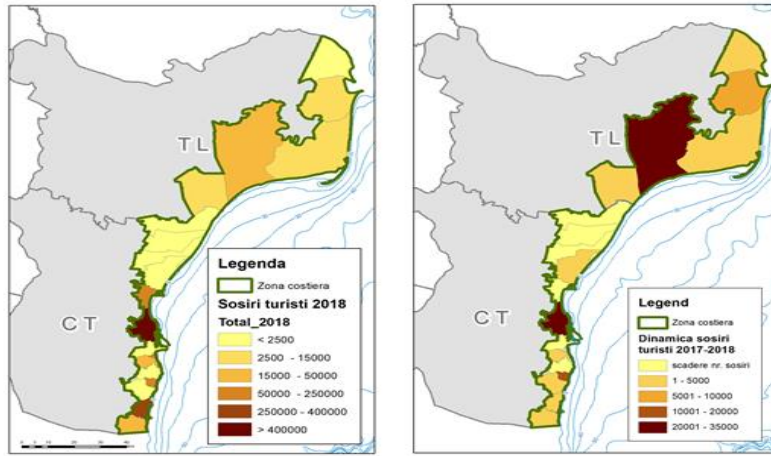 TL
CT
Legenda
Zona costiera
Sosiri turisti 2018
Total_2018
< 2500
2500 - 15000
15000 - 50000
50000 - 250000
250000 - 400000
> 400000
TL
CT
Legend
Zona costiera
Dinamica sosiri
turisti 2017-2018
scadere nr. sosiri
1 - 5000
5001 - 10000
10001 - 20000
20001 - 35000